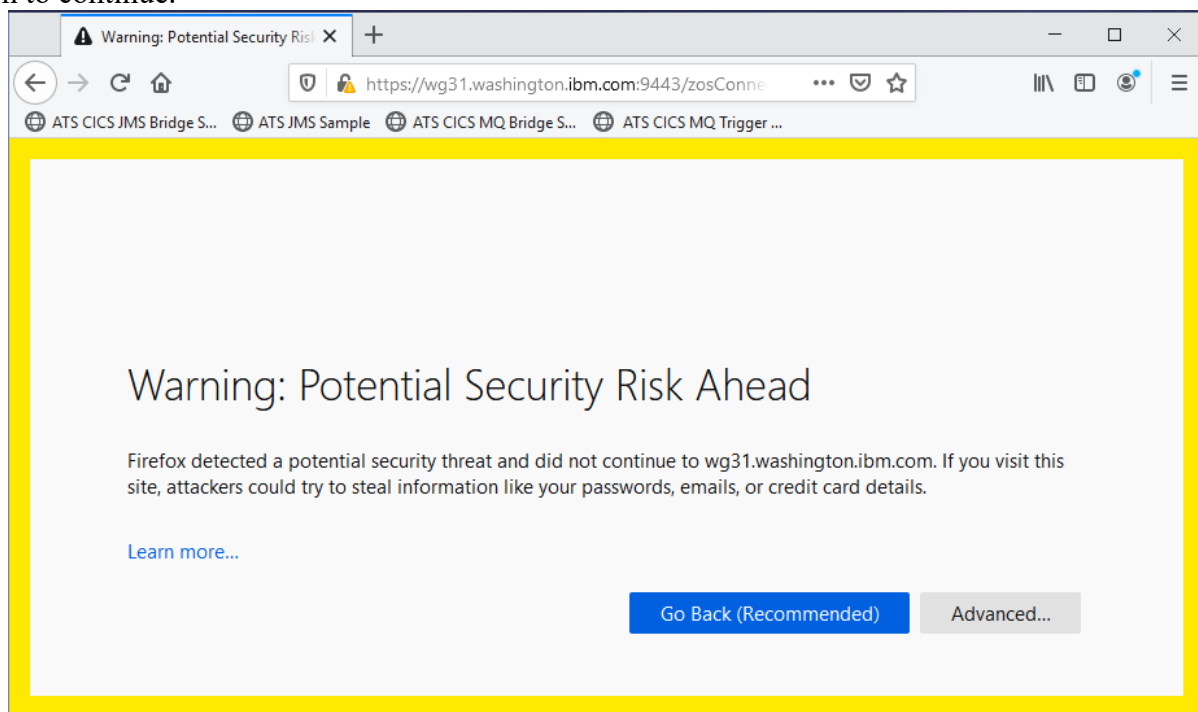 to continue.
Warning: Potential Security Ris
https://wg31.washington.ibm.com:9443/zosConne
ATS CICS JMS Bridge S... ATS JMS Sample ATS CICS MQ Bridge S... ATS CICS MQ Trigger ...
Warning: Potential Security Risk Ahead
Firefox detected a potential security threat and did not continue to wg31.washington.ibm.com. If you visit this
site, attackers could try to steal information like your passwords, emails, or credit card details.
Learn more...
Go Back (Recommended) Advanced...